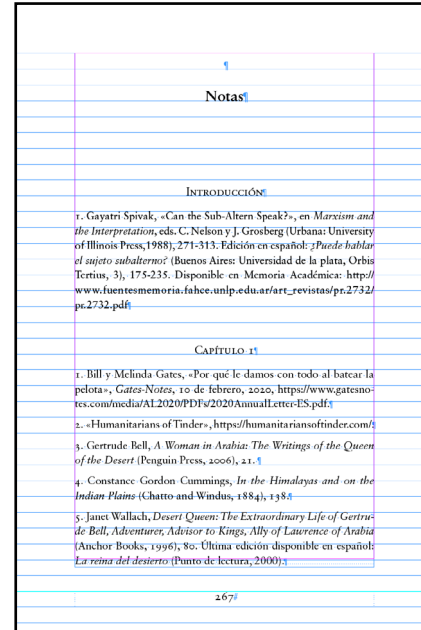 Notas
INTRODUCCIÓN
1. Gayatri Spivak, «Can the Sub-Altern Speak?», en Marxism and
the Interpretation, eds. C. Nelson y J. Grosberg (Urbana: University
of Illinois Press,1988), 271-313. Edición en español: ¿Puede hablar
el sujeto subalterno? (Buenos Aires: Universidad de la plata, Orbis
Tertius, 3), 175-235. Disponible en Memoria Académica: http://
www.fuentesmemoria.fahce.unlp.edu.ar/art_revistas/pr.2732/
pr.2732.pdf
CAPÍTULO 1
1. Bill y Melinda Gates, «Por qué le damos con todo al batear la
pelota», Gates-Notes, 10 de febrero, 2020, https://www.gatesno-
tes.com/media/AL2020/PDFs/2020AnnualLetter-ES.pdf.
2. «Humanitarians of Tinder», https://humanitariansoftinder.com/
3. Gertrude Bell, A Woman in Arabia: The Writings of the Queen
of the Desert (Penguin Press, 2006), 21.
4. Constance Gordon Cummings, In the Himalayas and on the
Indian Plains (Chatto and Windus, 1884), 138.
5. Janet Wallach, Desert Queen: The Extraordinary Life of Gertru-
de Bell, Adventurer, Advisor to Kings, Ally of Lawrence of Arabia
(Anchor Books, 1996), 80. Última edición disponible en español:
La reina del desierto (Punto de lectura, 2000).
267